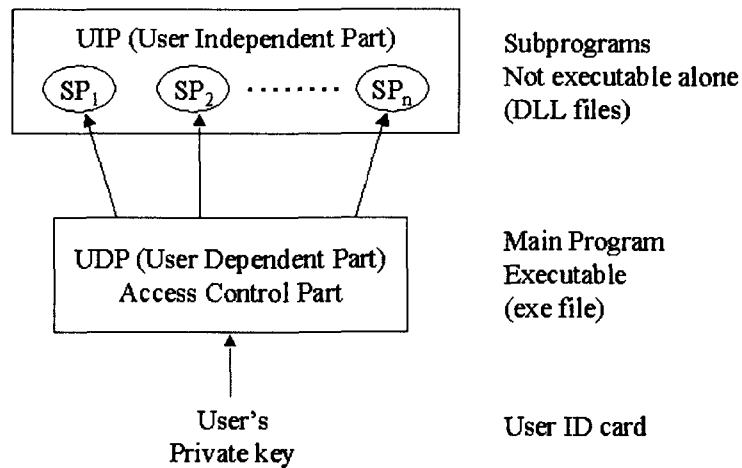 UIP (User Independent Part)
SP1 SP2 ........ SPn
Subprograms
Not executable alone
(DLL files)
UDP (User Dependent Part)
Access Control Part
Main Program
Executable
(exe file)
User's
Private key
User ID card